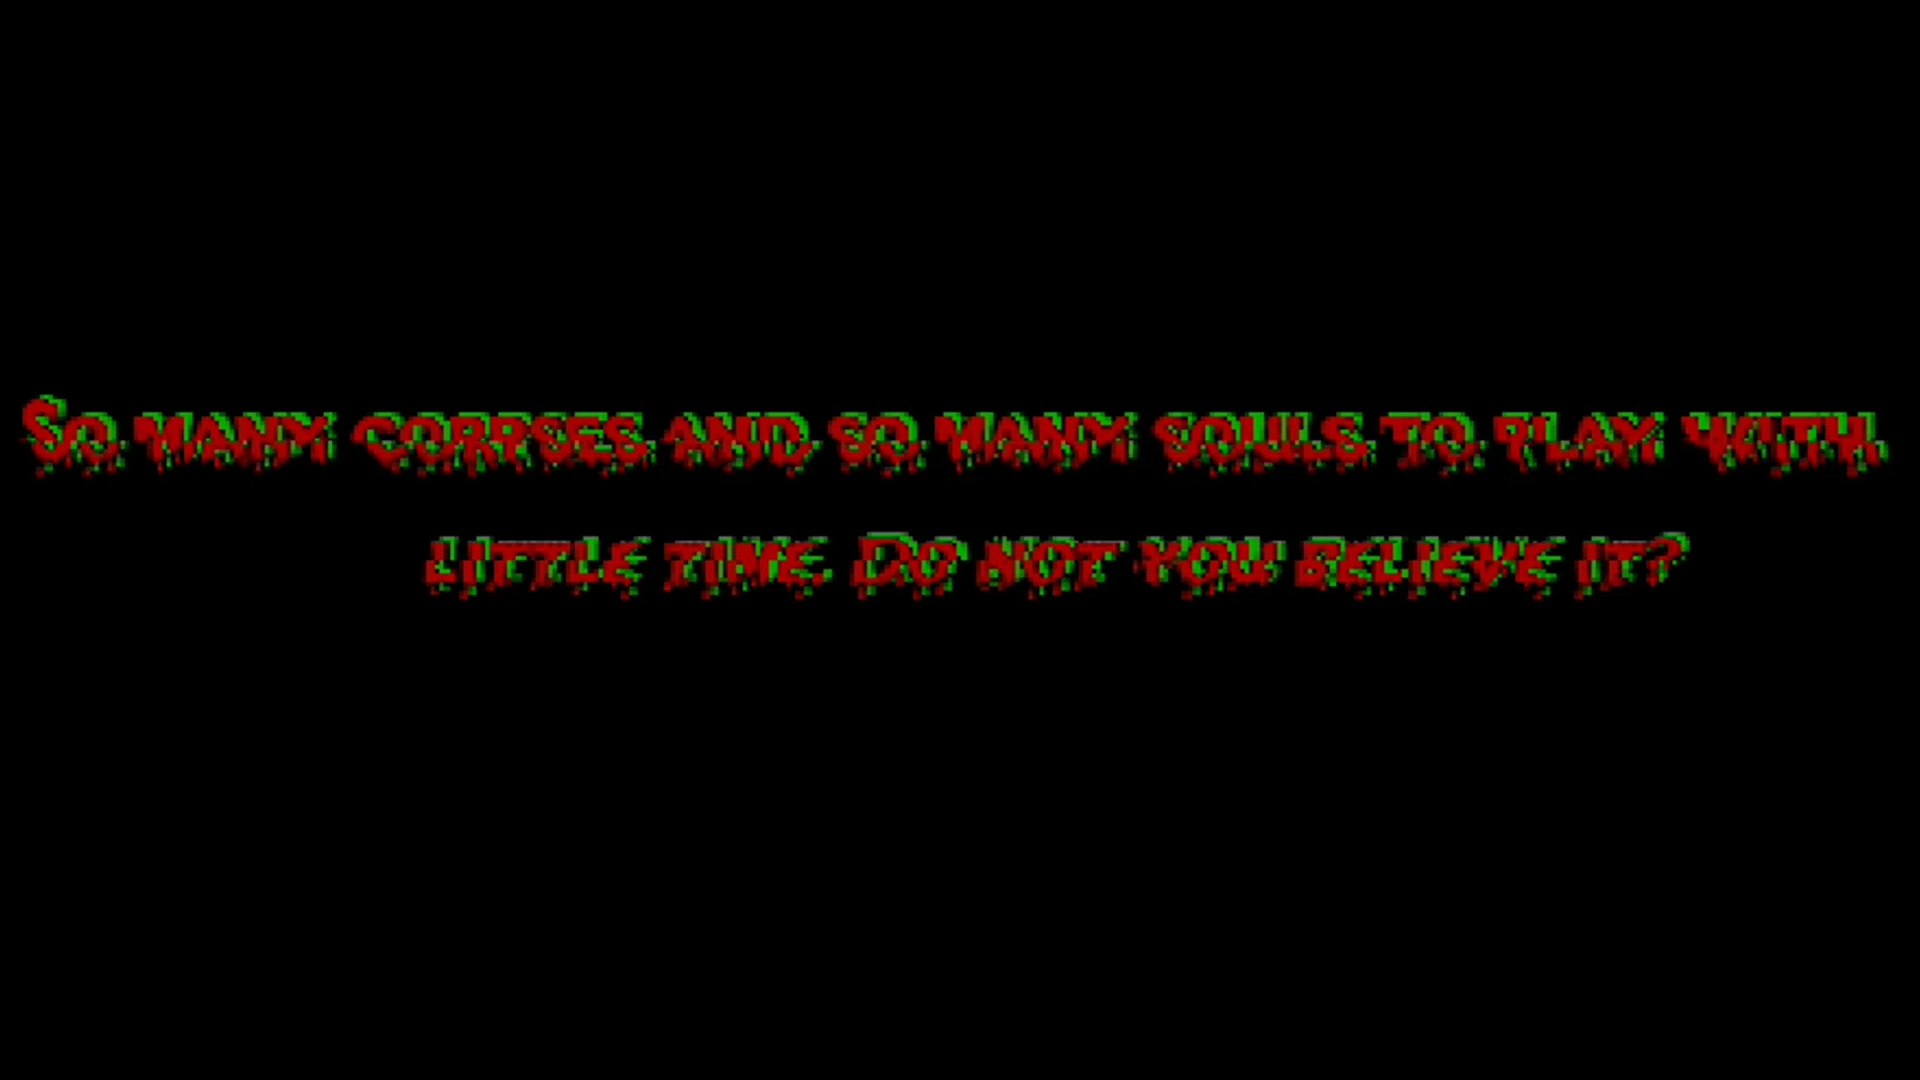 So many corpses and so many souls to play with,
little time. Do not you believe it?